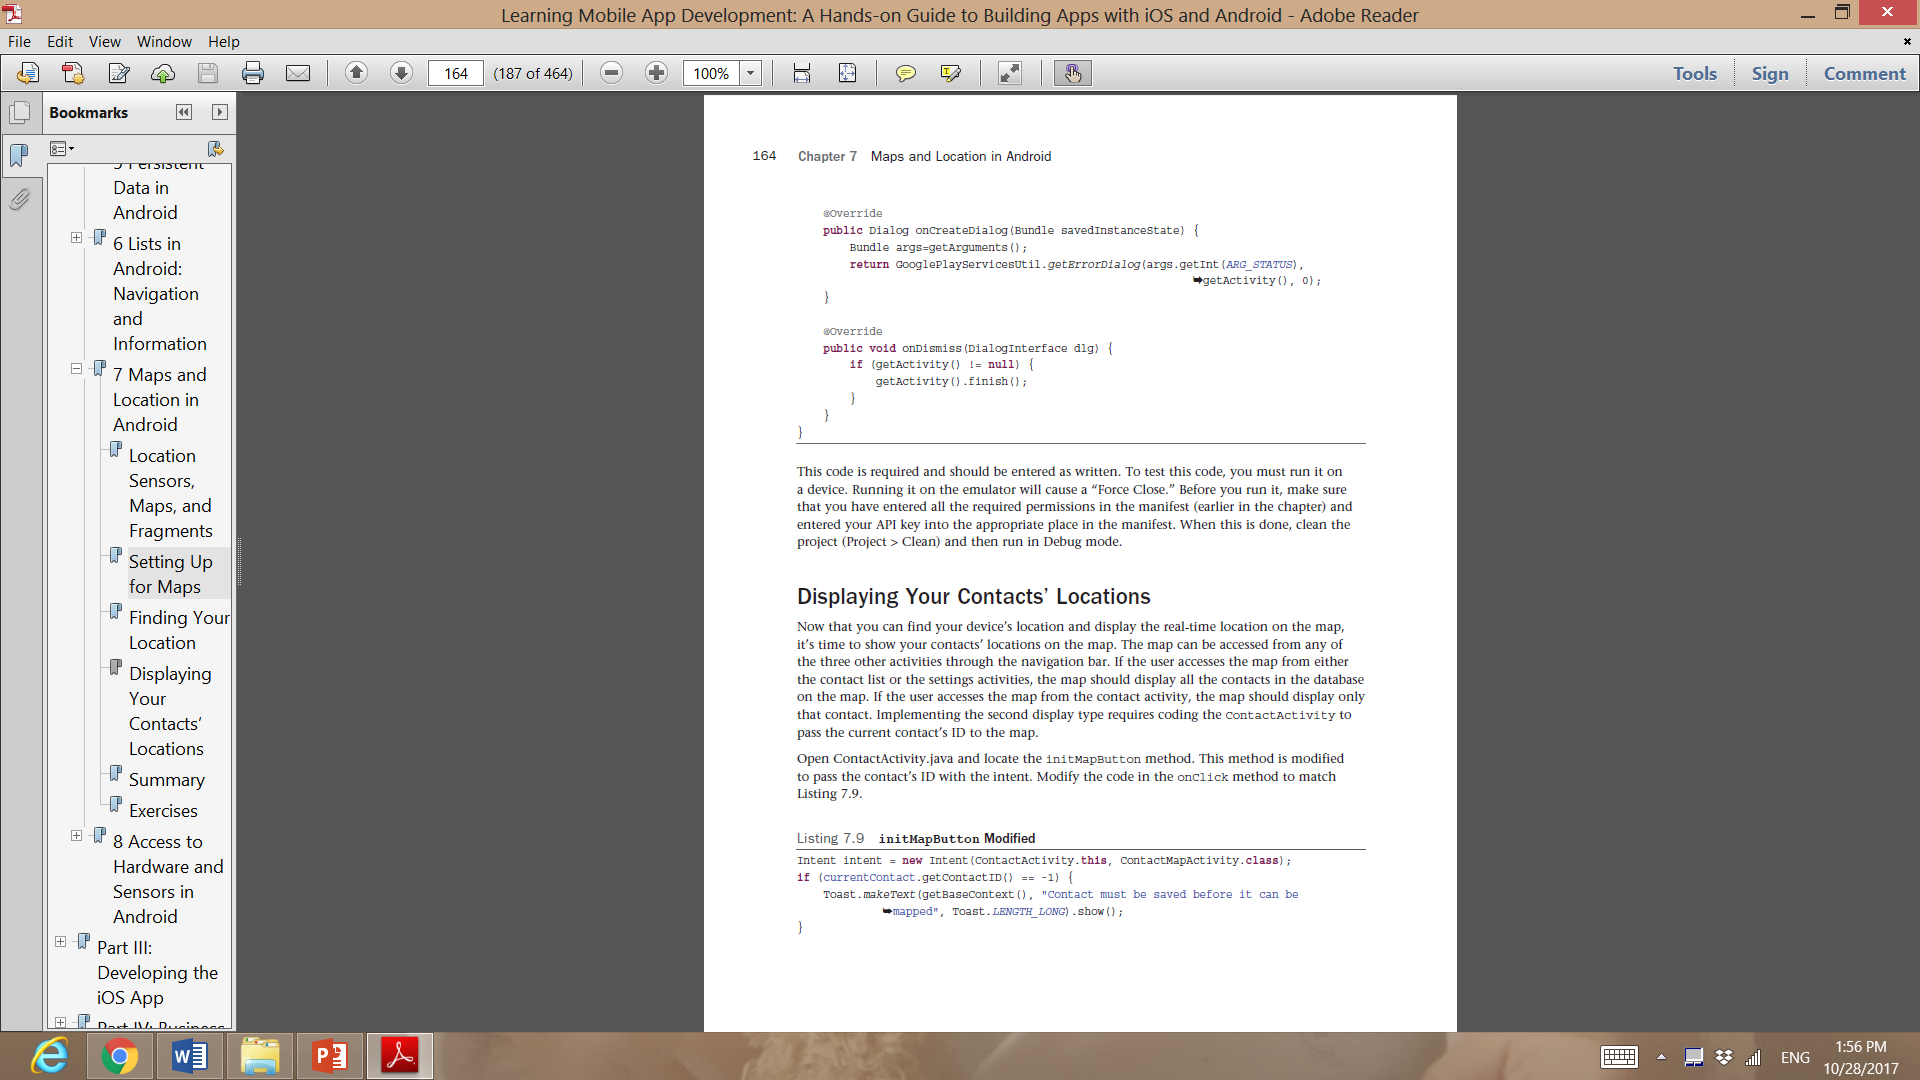 Learning Mobile App Development: A Hands-on Guide to Building Apps with iOS and Android - Adobe Reader
File Edit View Window Help
164 (187 of 464) 100% Tools Sign Comment
Bookmarks
5 Persistent
Data in
Android
6 Lists in
Android:
Navigation
and
Information
7 Maps and
Location in
Android
Location
Sensors,
Maps, and
Fragments
Setting Up
for Maps
Finding Your
Location
Displaying
Your
Contacts’
Locations
Summary
Exercises
8 Access to
Hardware and
Sensors in
Android
Part III:
Developing the
iOS App
Part IV: Business
164 Chapter 7 Maps and Location in Android
@Override
public Dialog onCreateDialog(Bundle savedInstanceState) {
Bundle args=getArguments();
return GooglePlayServicesUtil.getErrorDialog(args.getInt(ARG_STATUS),
➥getActivity(), 0);
}
@Override
public void onDismiss(DialogInterface dlg) {
if (getActivity() != null) {
getActivity().finish();
}
}
}
This code is required and should be entered as written. To test this code, you must run it on
a device. Running it on the emulator will cause a “Force Close.” Before you run it, make sure
that you have entered all the required permissions in the manifest (earlier in the chapter) and
entered your API key into the appropriate place in the manifest. When this is done, clean the
project (Project > Clean) and then run in Debug mode.
Displaying Your Contacts’ Locations
Now that you can find your device’s location and display the real-time location on the map,
it’s time to show your contacts’ locations on the map. The map can be accessed from any of
the three other activities through the navigation bar. If the user accesses the map from either
the contact list or the settings activities, the map should display all the contacts in the database
on the map. If the user accesses the map from the contact activity, the map should display only
that contact. Implementing the second display type requires coding the ContactActivity to
pass the current contact’s ID to the map.
Open ContactActivity.java and locate the initMapButton method. This method is modified
to pass the contact’s ID with the intent. Modify the code in the onClick method to match
Listing 7.9.
Listing 7.9 initMapButton Modified
Intent intent = new Intent(ContactActivity.this, ContactMapActivity.class);
if (currentContact.getContactID() == -1) {
Toast.makeText(getBaseContext(), "Contact must be saved before it can be
➥mapped", Toast.LENGTH_LONG).show();
}
ENG
1:56 PM
10/28/2017